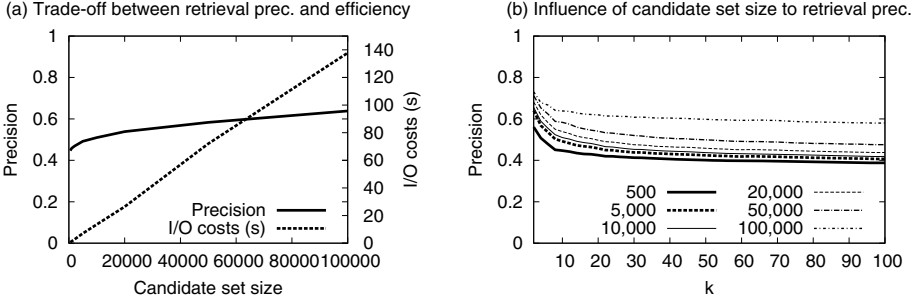 (a) Trade-off between retrieval prec. and efficiency
1
0.8
0.6
0.4
0.2
0
Precision
140
120
100
80
60
40
20
0
I/O costs (s)
Precision
I/O costs (s)
0 20000 40000 60000 80000 100000
Candidate set size
(b) Influence of candidate set size to retrieval prec.
1
0.8
0.6
0.4
0.2
0
Precision
500
5,000
10,000
20,000
50,000
100,000
10 20 30 40 50 60 70 80 90 100
k